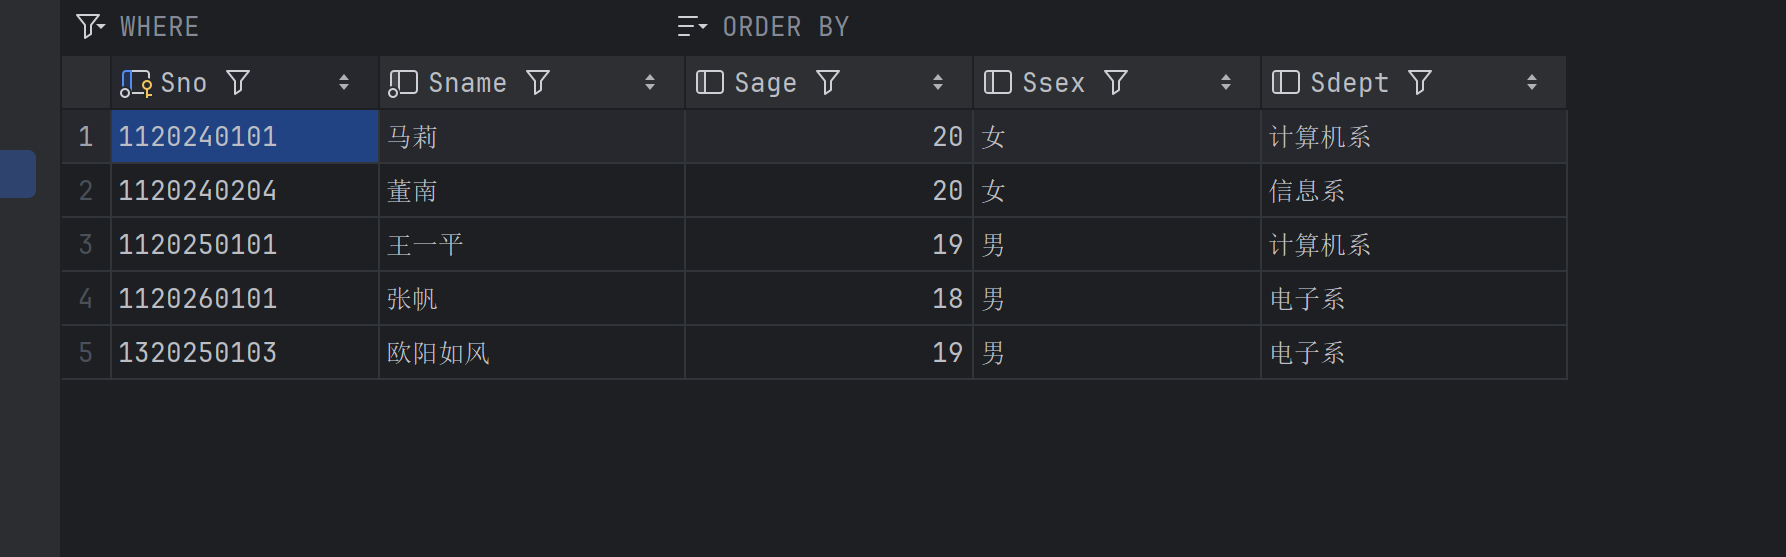 WHERE ORDER BY
Sno Sname Sage Ssex Sdept
1 1120240101 马莉 20 女 计算机系
2 1120240204 董南 20 女 信息系
3 1120250101 王一平 19 男 计算机系
4 1120260101 张帆 18 男 电子系
5 1320250103 欧阳如风 19 男 电子系